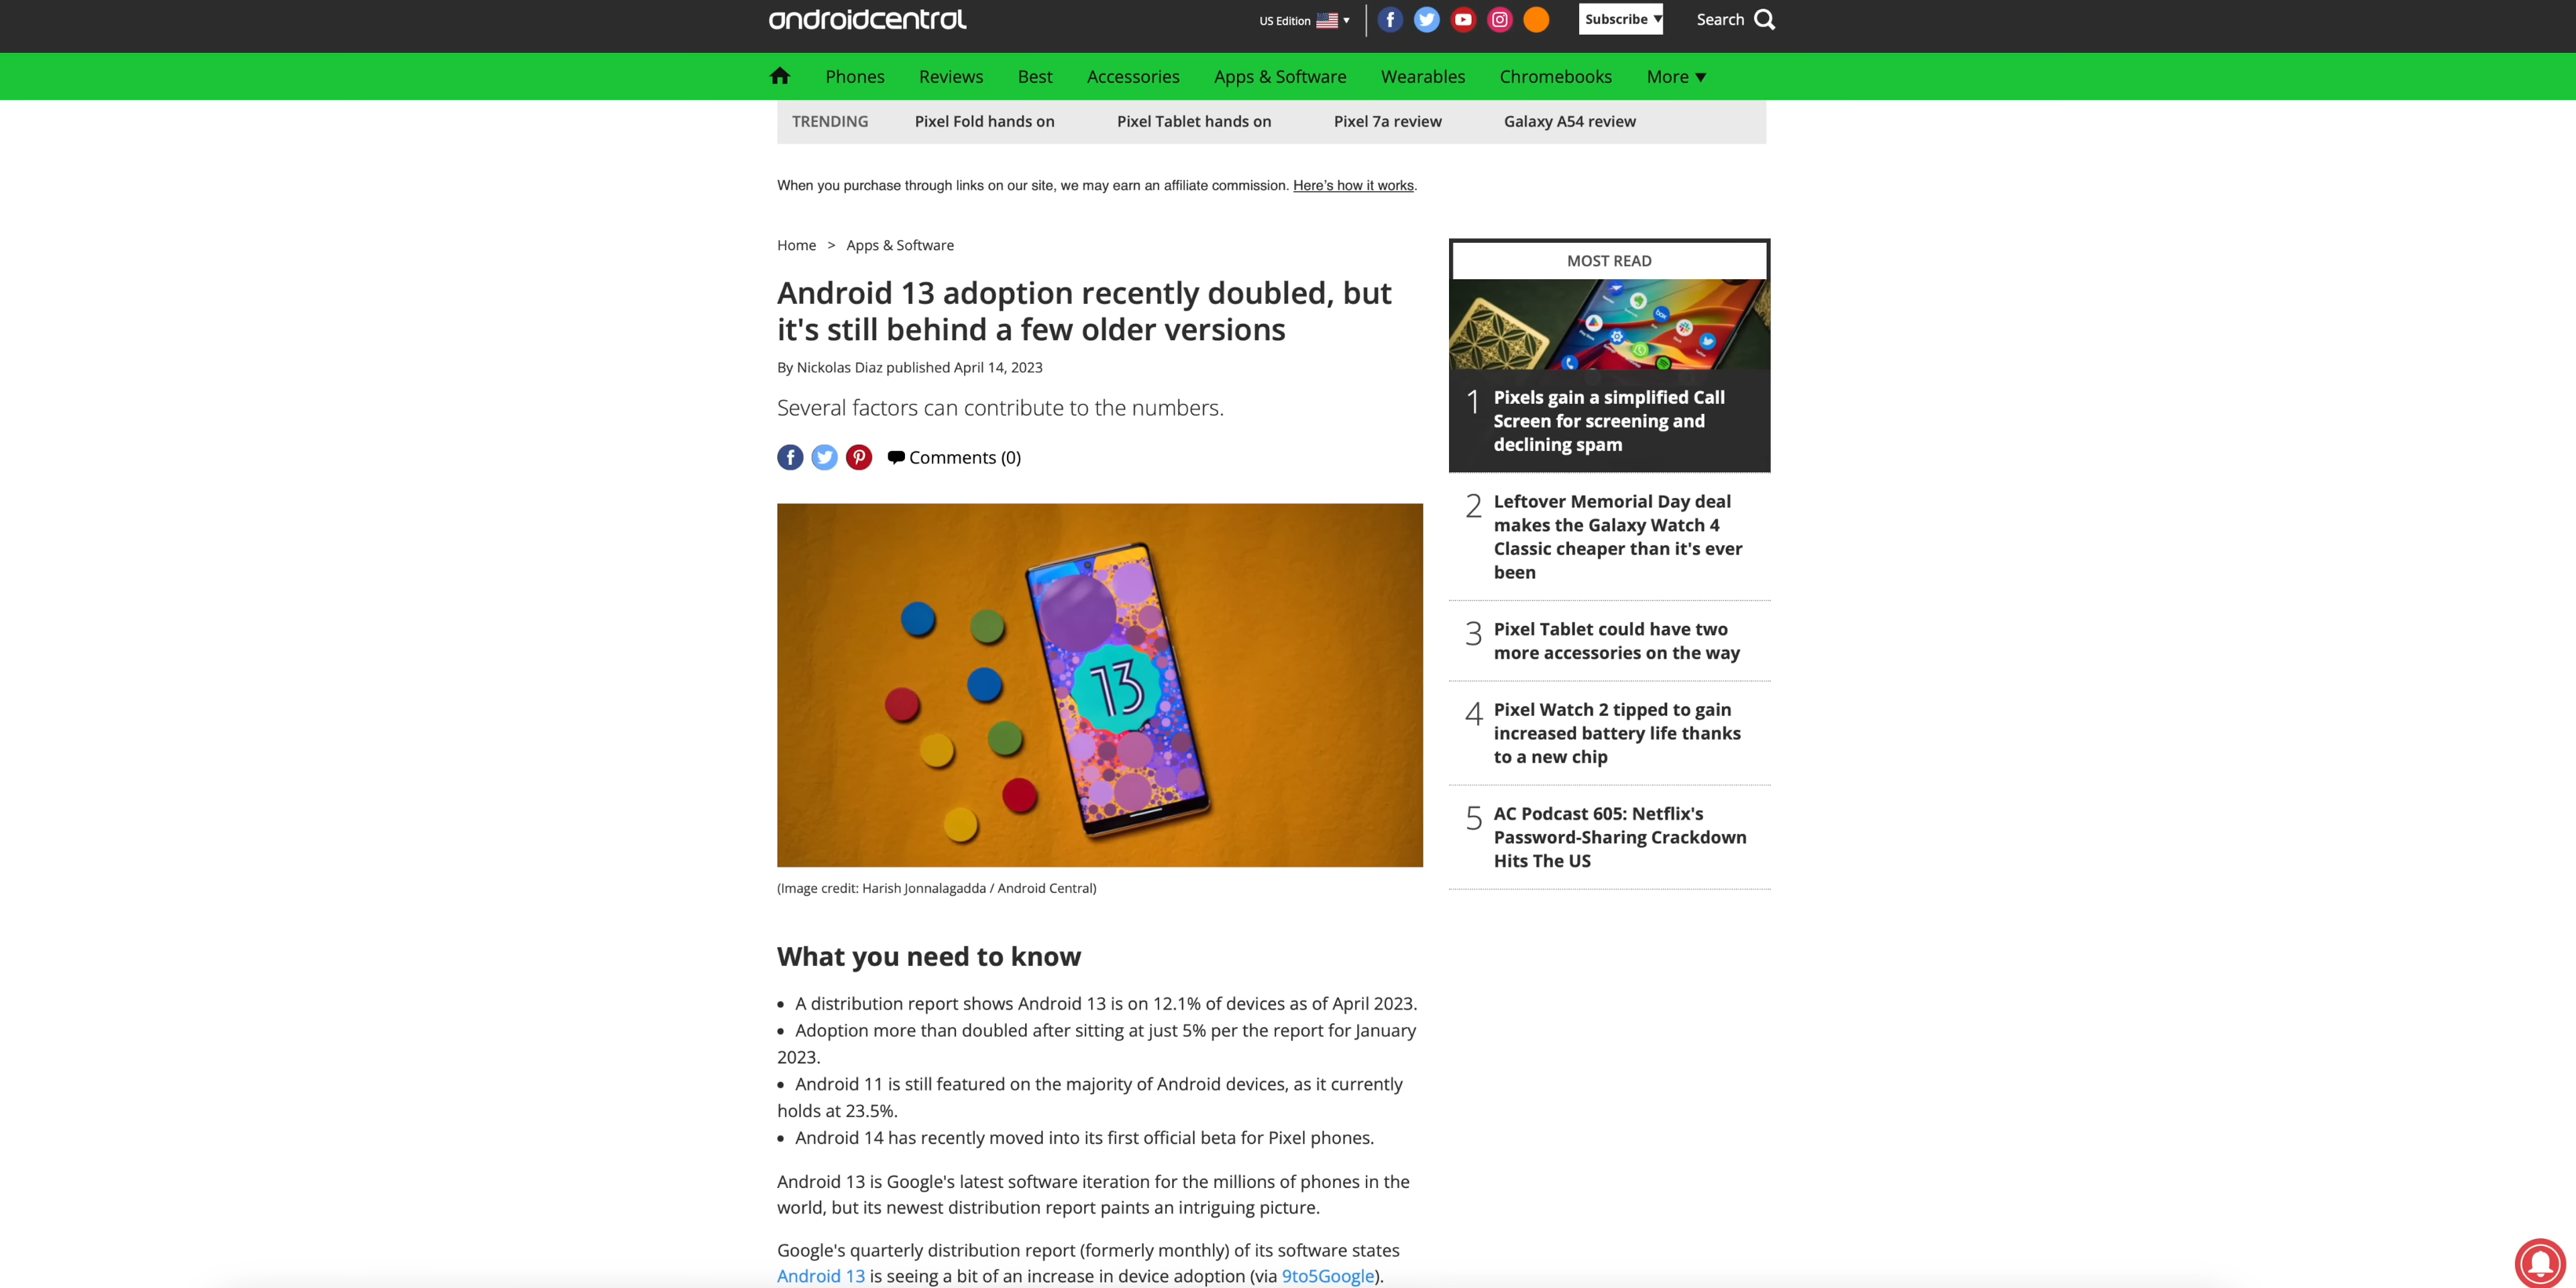 androidcentral
US Edition
Subscribe
Search
Phones Reviews Best Accessories Apps & Software Wearables Chromebooks More
TRENDING Pixel Fold hands on Pixel Tablet hands on Pixel 7a review Galaxy A54 review
When you purchase through links on our site, we may earn an affiliate commission. Here's how it works.
Home > Apps & Software
Android 13 adoption recently doubled, but
it's still behind a few older versions
By Nickolas Diaz published April 14, 2023
Several factors can contribute to the numbers.
Comments (0)
13
(Image credit: Harish Jonnalagadda / Android Central)
What you need to know
• A distribution report shows Android 13 is on 12.1% of devices as of April 2023.
• Adoption more than doubled after sitting at just 5% per the report for January
2023.
• Android 11 is still featured on the majority of Android devices, as it currently
holds at 23.5%.
• Android 14 has recently moved into its first official beta for Pixel phones.
Android 13 is Google's latest software iteration for the millions of phones in the
world, but its newest distribution report paints an intriguing picture.
Google's quarterly distribution report (formerly monthly) of its software states
Android 13 is seeing a bit of an increase in device adoption (via 9to5Google).
MOST READ
1 Pixels gain a simplified Call
Screen for screening and
declining spam
2 Leftover Memorial Day deal
makes the Galaxy Watch 4
Classic cheaper than it's ever
been
3 Pixel Tablet could have two
more accessories on the way
4 Pixel Watch 2 tipped to gain
increased battery life thanks
to a new chip
5 AC Podcast 605: Netflix's
Password-Sharing Crackdown
Hits The US